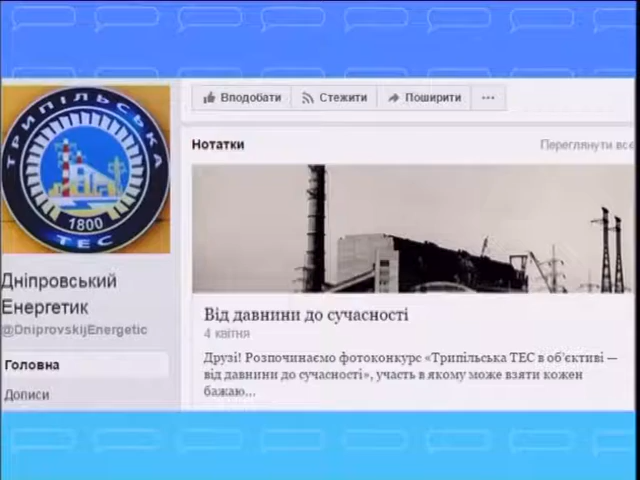 Вподобати
Стежити
Поширити
ТРИПІЛЬСЬКА
1800
ТЕС
Нотатки
Переглянути все
Дніпровський
Енергетик
@DniprovskijEnergetic
Головна
Дописи
Від давнини до сучасності
4 квітня
Друзі! Розпочинаємо фотоконкурс «Трипільська ТЕС в об'єктиві —
від давнини до сучасності», участь в якому може взяти кожен
бажаю...